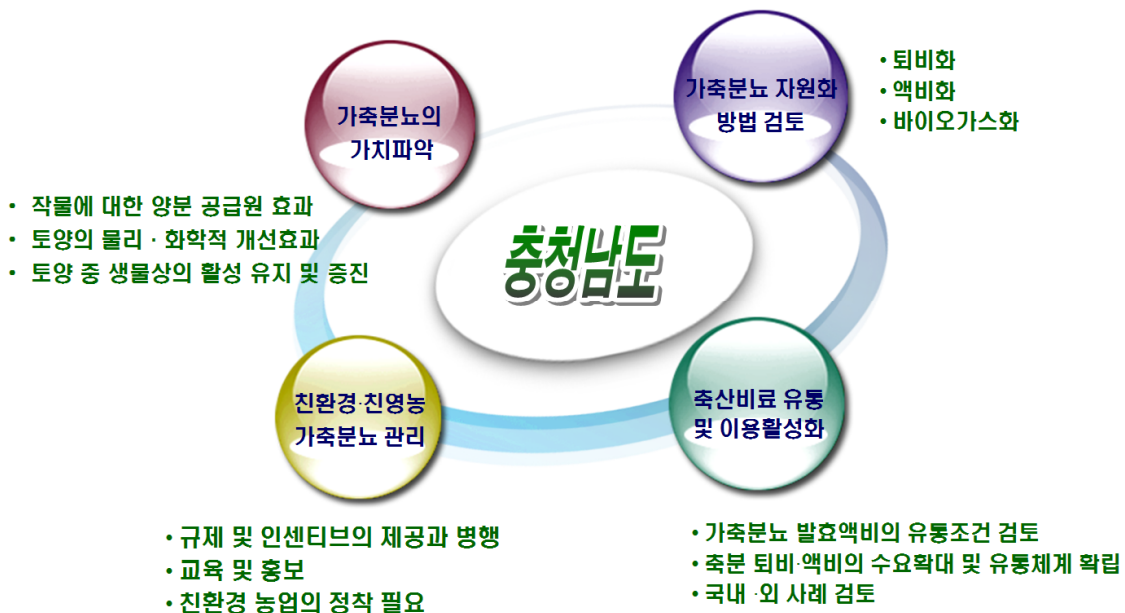 가축분뇨의
가치파악
• 작물에 대한 양분 공급원 효과
• 토양의 물리 · 화학적 개선효과
• 토양 중 생물상의 활성 유지 및 증진
가축분뇨 자원화
방법 검토
• 퇴비화
• 액비화
• 바이오가스화
충청남도
친환경·친영농
가축분뇨 관리
• 규제 및 인센티브의 제공과 병행
• 교육 및 홍보
• 친환경 농업의 정착 필요
축산비료 유통
및 이용활성화
• 가축분뇨 발효액비의 유통조건 검토
• 축분 퇴비·액비의 수요확대 및 유통체계 확립
• 국내 ·외 사례 검토